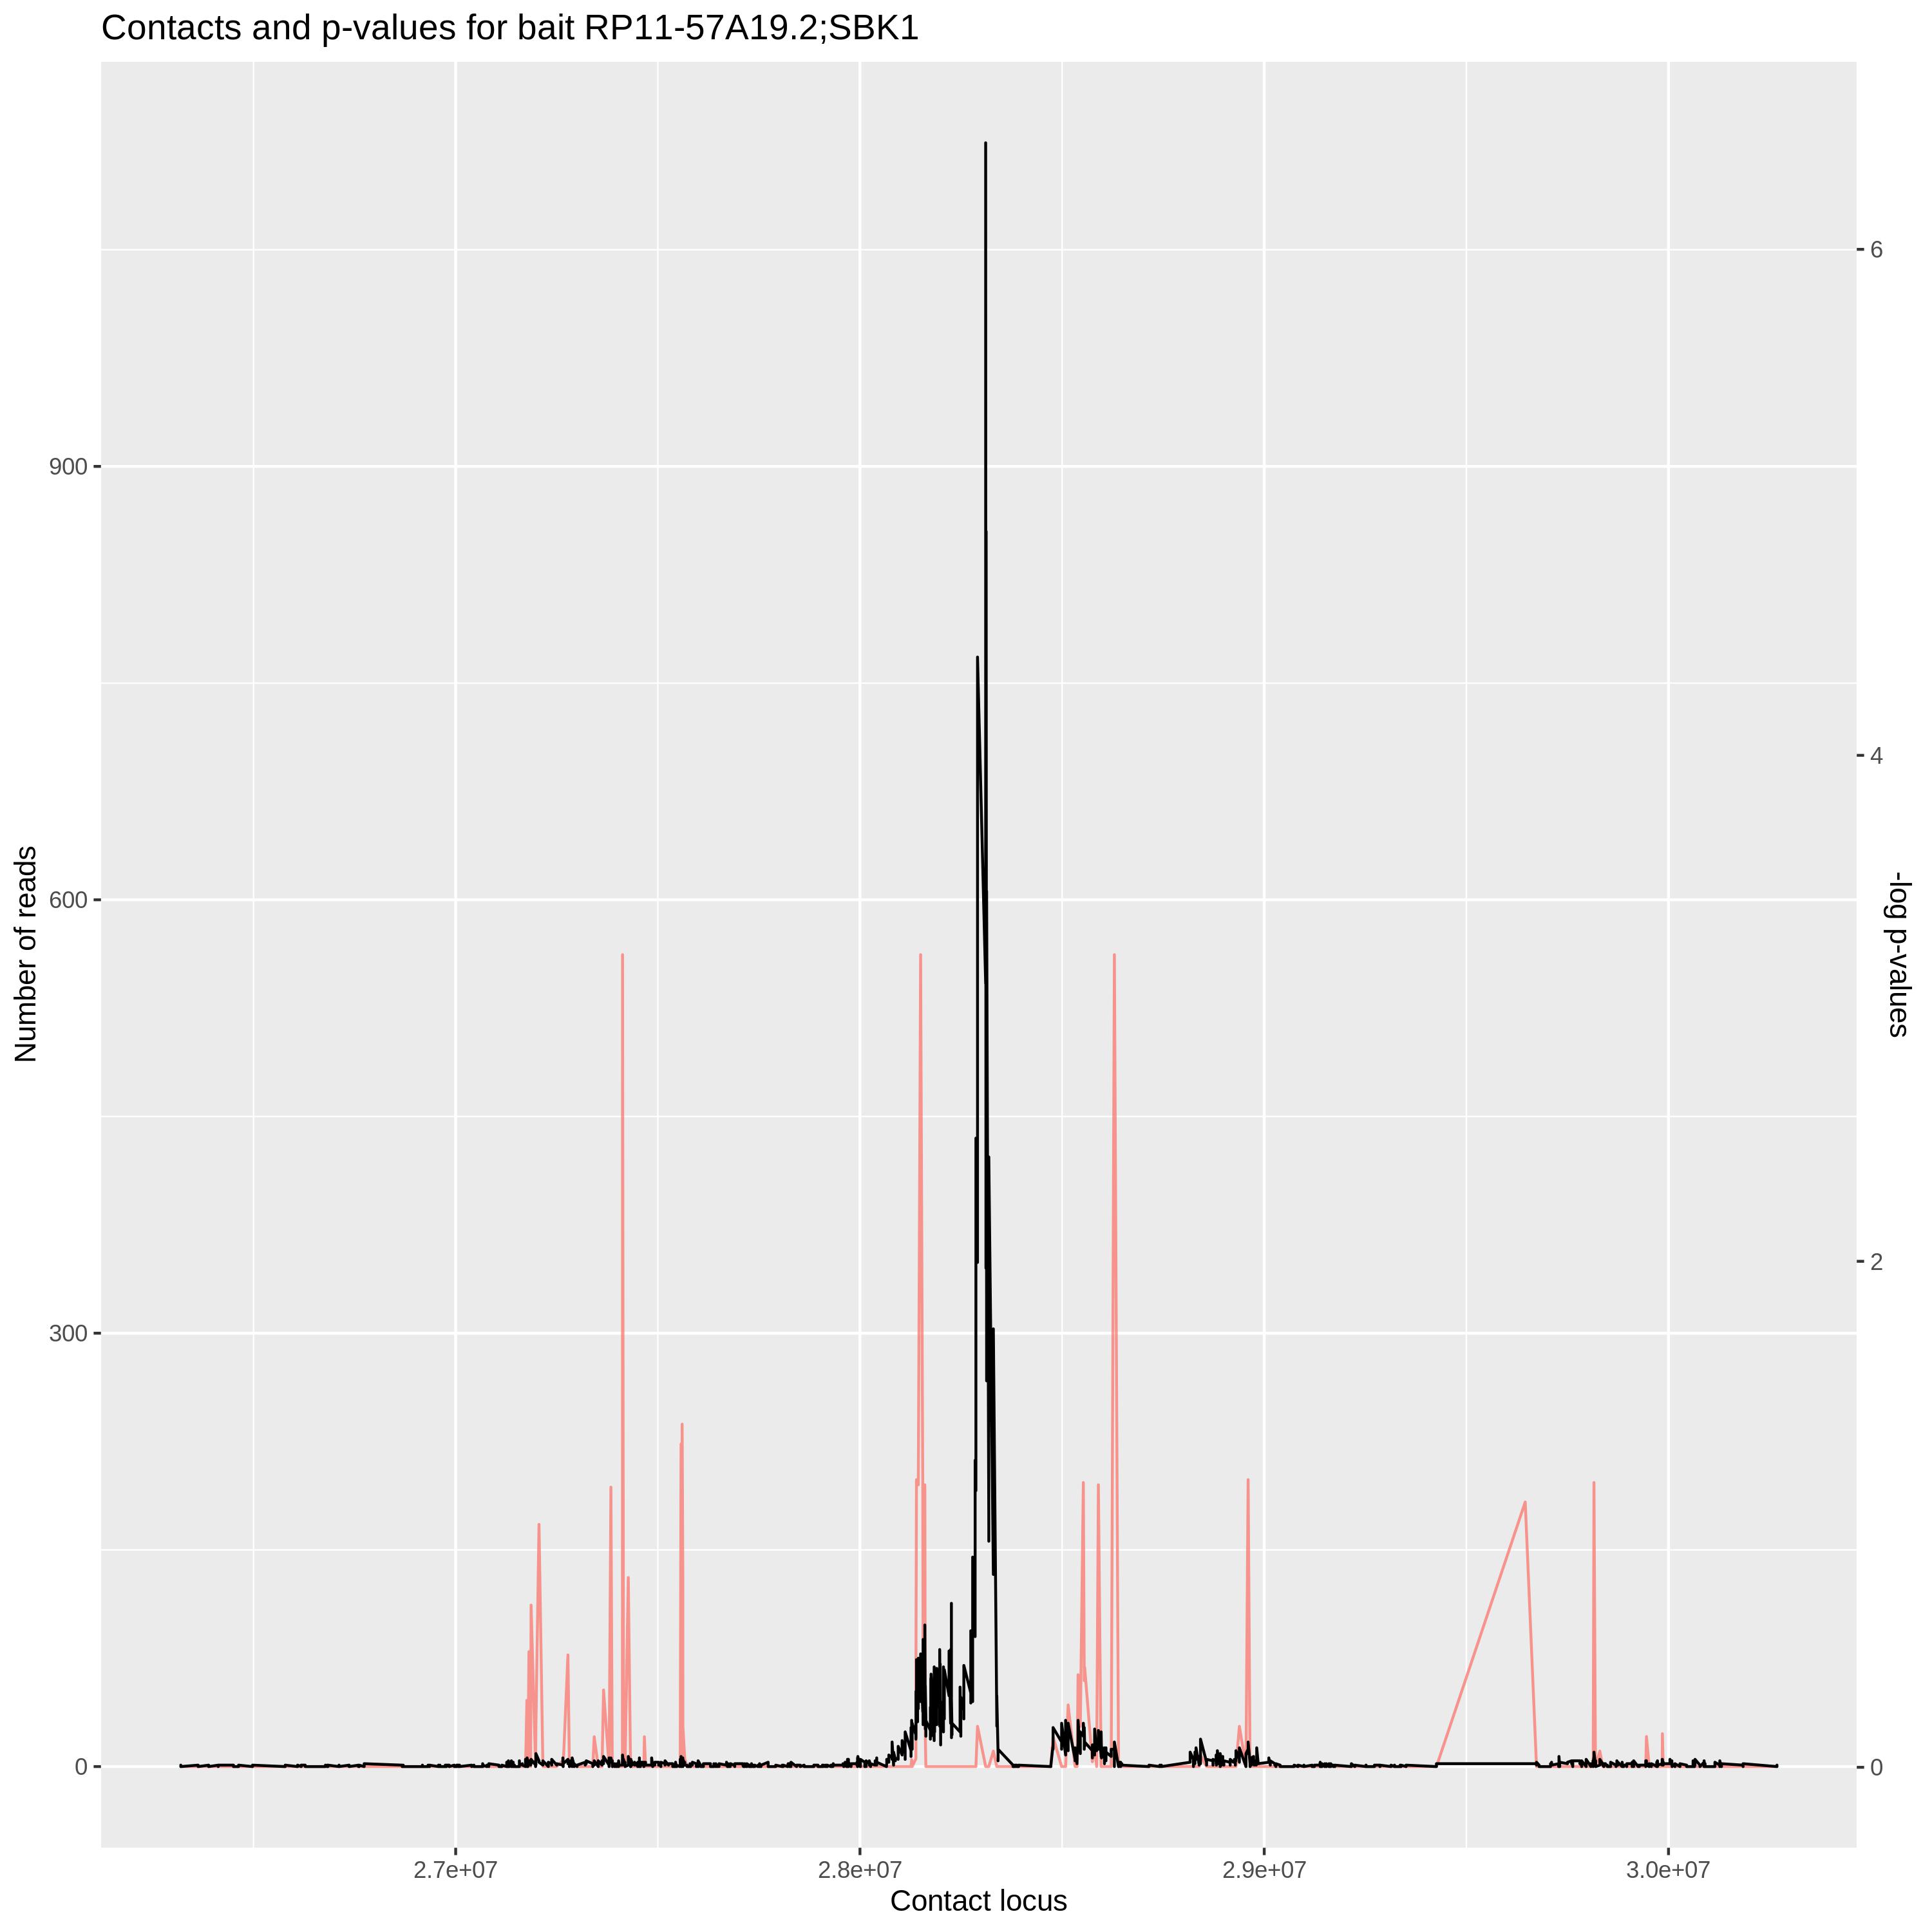 Contacts and p-values for bait RP11-57A19.2;SBK1
6
900
4
600
Number of reads
-log p-values
2
300
0
0
2.7e+07
2.8e+07
2.9e+07
3.0e+07
Contact locus